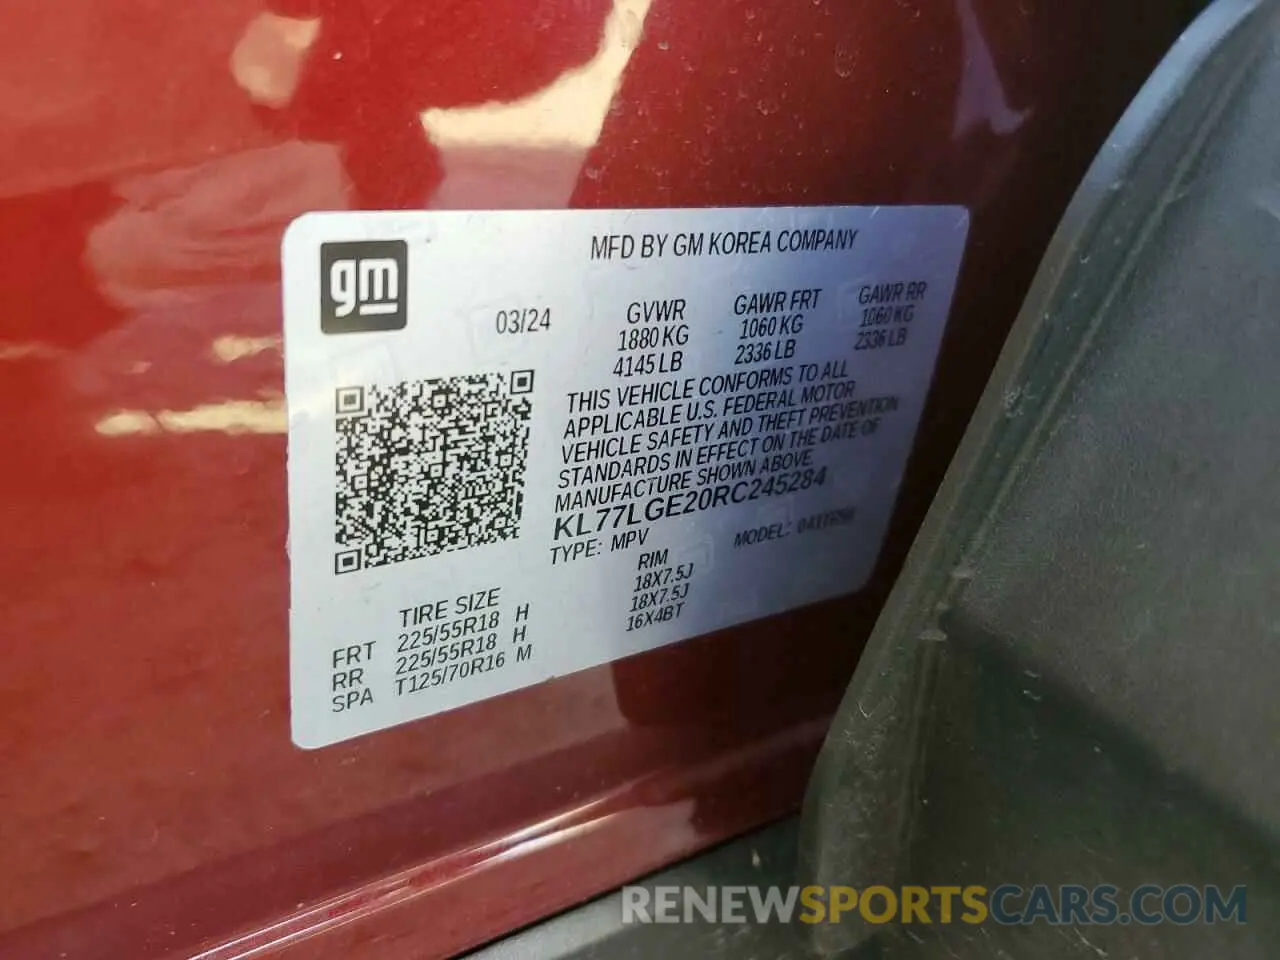 gm
MFD BY GM KOREA COMPANY
03/24
GVWR GAWR FRT GAWR RR
1880 KG 1060 KG 1060 KG
4145 LB 2336 LB 2336 LB
THIS VEHICLE CONFORMS TO ALL
APPLICABLE U.S. FEDERAL MOTOR
VEHICLE SAFETY AND THEFT PREVENTION
STANDARDS IN EFFECT ON THE DATE OF
MANUFACTURE SHOWN ABOVE
KL77LGE20RC245284
TYPE: MPV MODEL:
TIRE SIZE RIM
FRT 225/55R18 H 18X7.5J
RR 225/55R18 H 18X7.5J
SPA T125/70R16 M 16X4BT
RENEWSPORTSCARS.COM